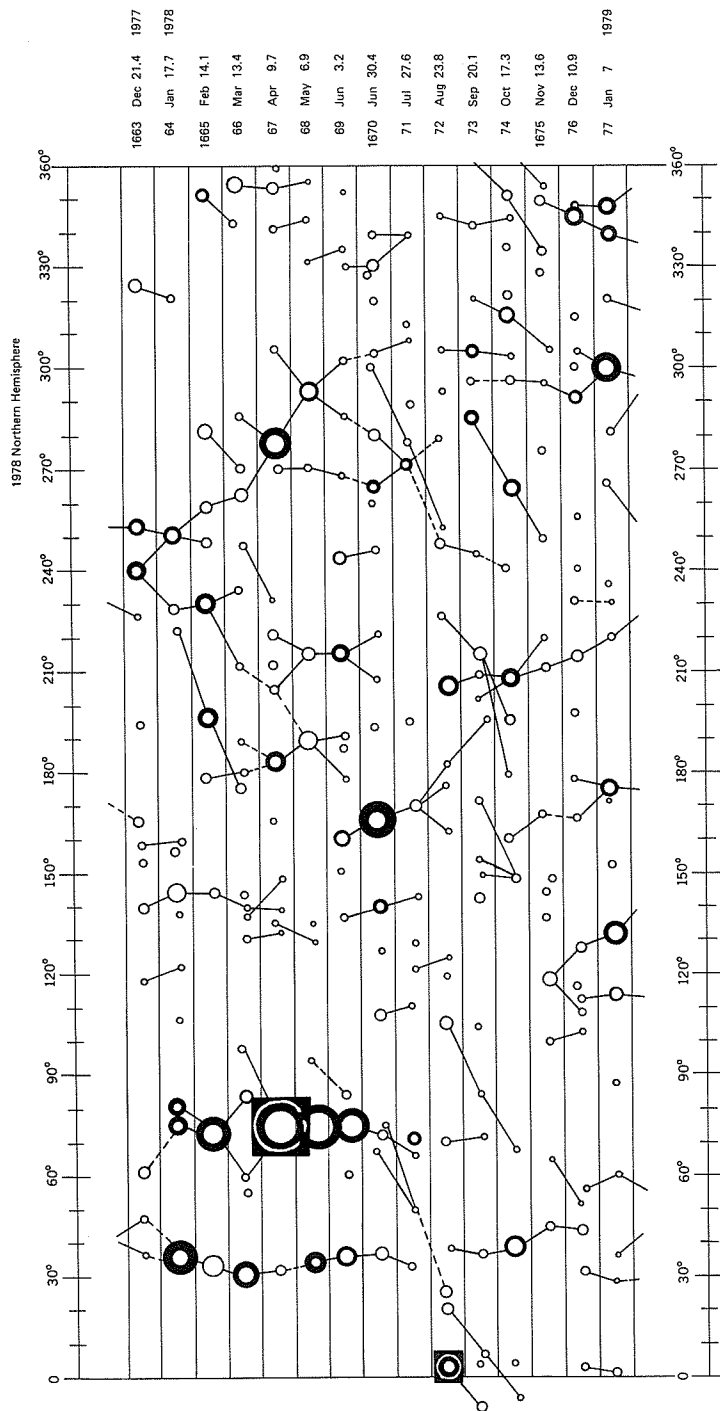 1978 Northern Hemisphere
0 30° 60° 90° 120° 150° 180° 210° 240° 270° 300° 330° 360°
1663 Dec 21.4 1977
64 Jan 17.7 1978
1665 Feb 14.1
66 Mar 13.4
67 Apr 9.7
68 May 6.9
69 Jun 3.2
1670 Jun 30.4
71 Jul 27.6
72 Aug 23.8
73 Sep 20.1
74 Oct 17.3
1675 Nov 13.6
76 Dec 10.9
77 Jan 7 1979
0 30° 60° 90° 120° 150° 180° 210° 240° 270° 300° 330° 360°